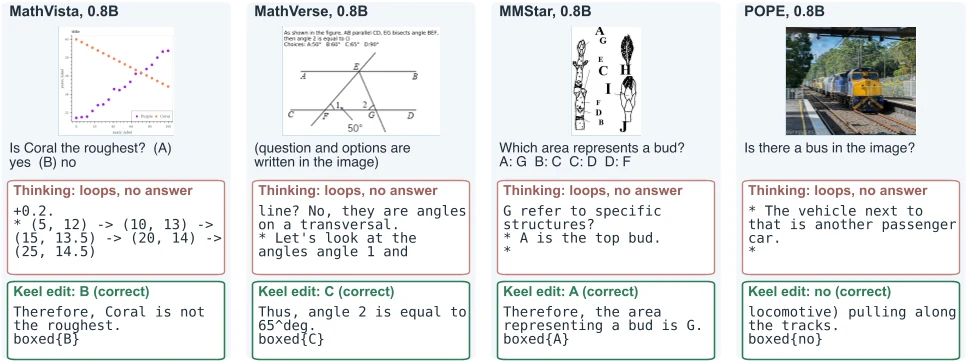 MathVista, 0.8B
title
People
Coral
Is Coral the roughest? (A)
yes (B) no
Thinking: loops, no answer
+0.2.
* (5, 12) -> (10, 13) ->
(15, 13.5) -> (20, 14) ->
(25, 14.5)
Keel edit: B (correct)
Therefore, Coral is not
the roughest.
boxed{B}
MathVerse, 0.8B
As shown in the figure, AB parallel CD, EG bisects angle BEF,
then angle 2 is equal to ()
Choices: A:50° B:60° C:65° D:90°
E
A
B
1
2
C
F
G
D
50°
(question and options are
written in the image)
Thinking: loops, no answer
line? No, they are angles
on a transversal.
* Let's look at the
angles angle 1 and
Keel edit: C (correct)
Thus, angle 2 is equal to
65^deg.
boxed{C}
MMStar, 0.8B
A
G
E
C
H
I
F
D
B
J
Which area represents a bud?
A: G B: C C: D D: F
Thinking: loops, no answer
G refer to specific
structures?
* A is the top bud.
*
Keel edit: A (correct)
Therefore, the area
representing a bud is G.
boxed{A}
POPE, 0.8B
Is there a bus in the image?
Thinking: loops, no answer
* The vehicle next to
that is another passenger
car.
*
Keel edit: no (correct)
locomotive) pulling along
the tracks.
boxed{no}